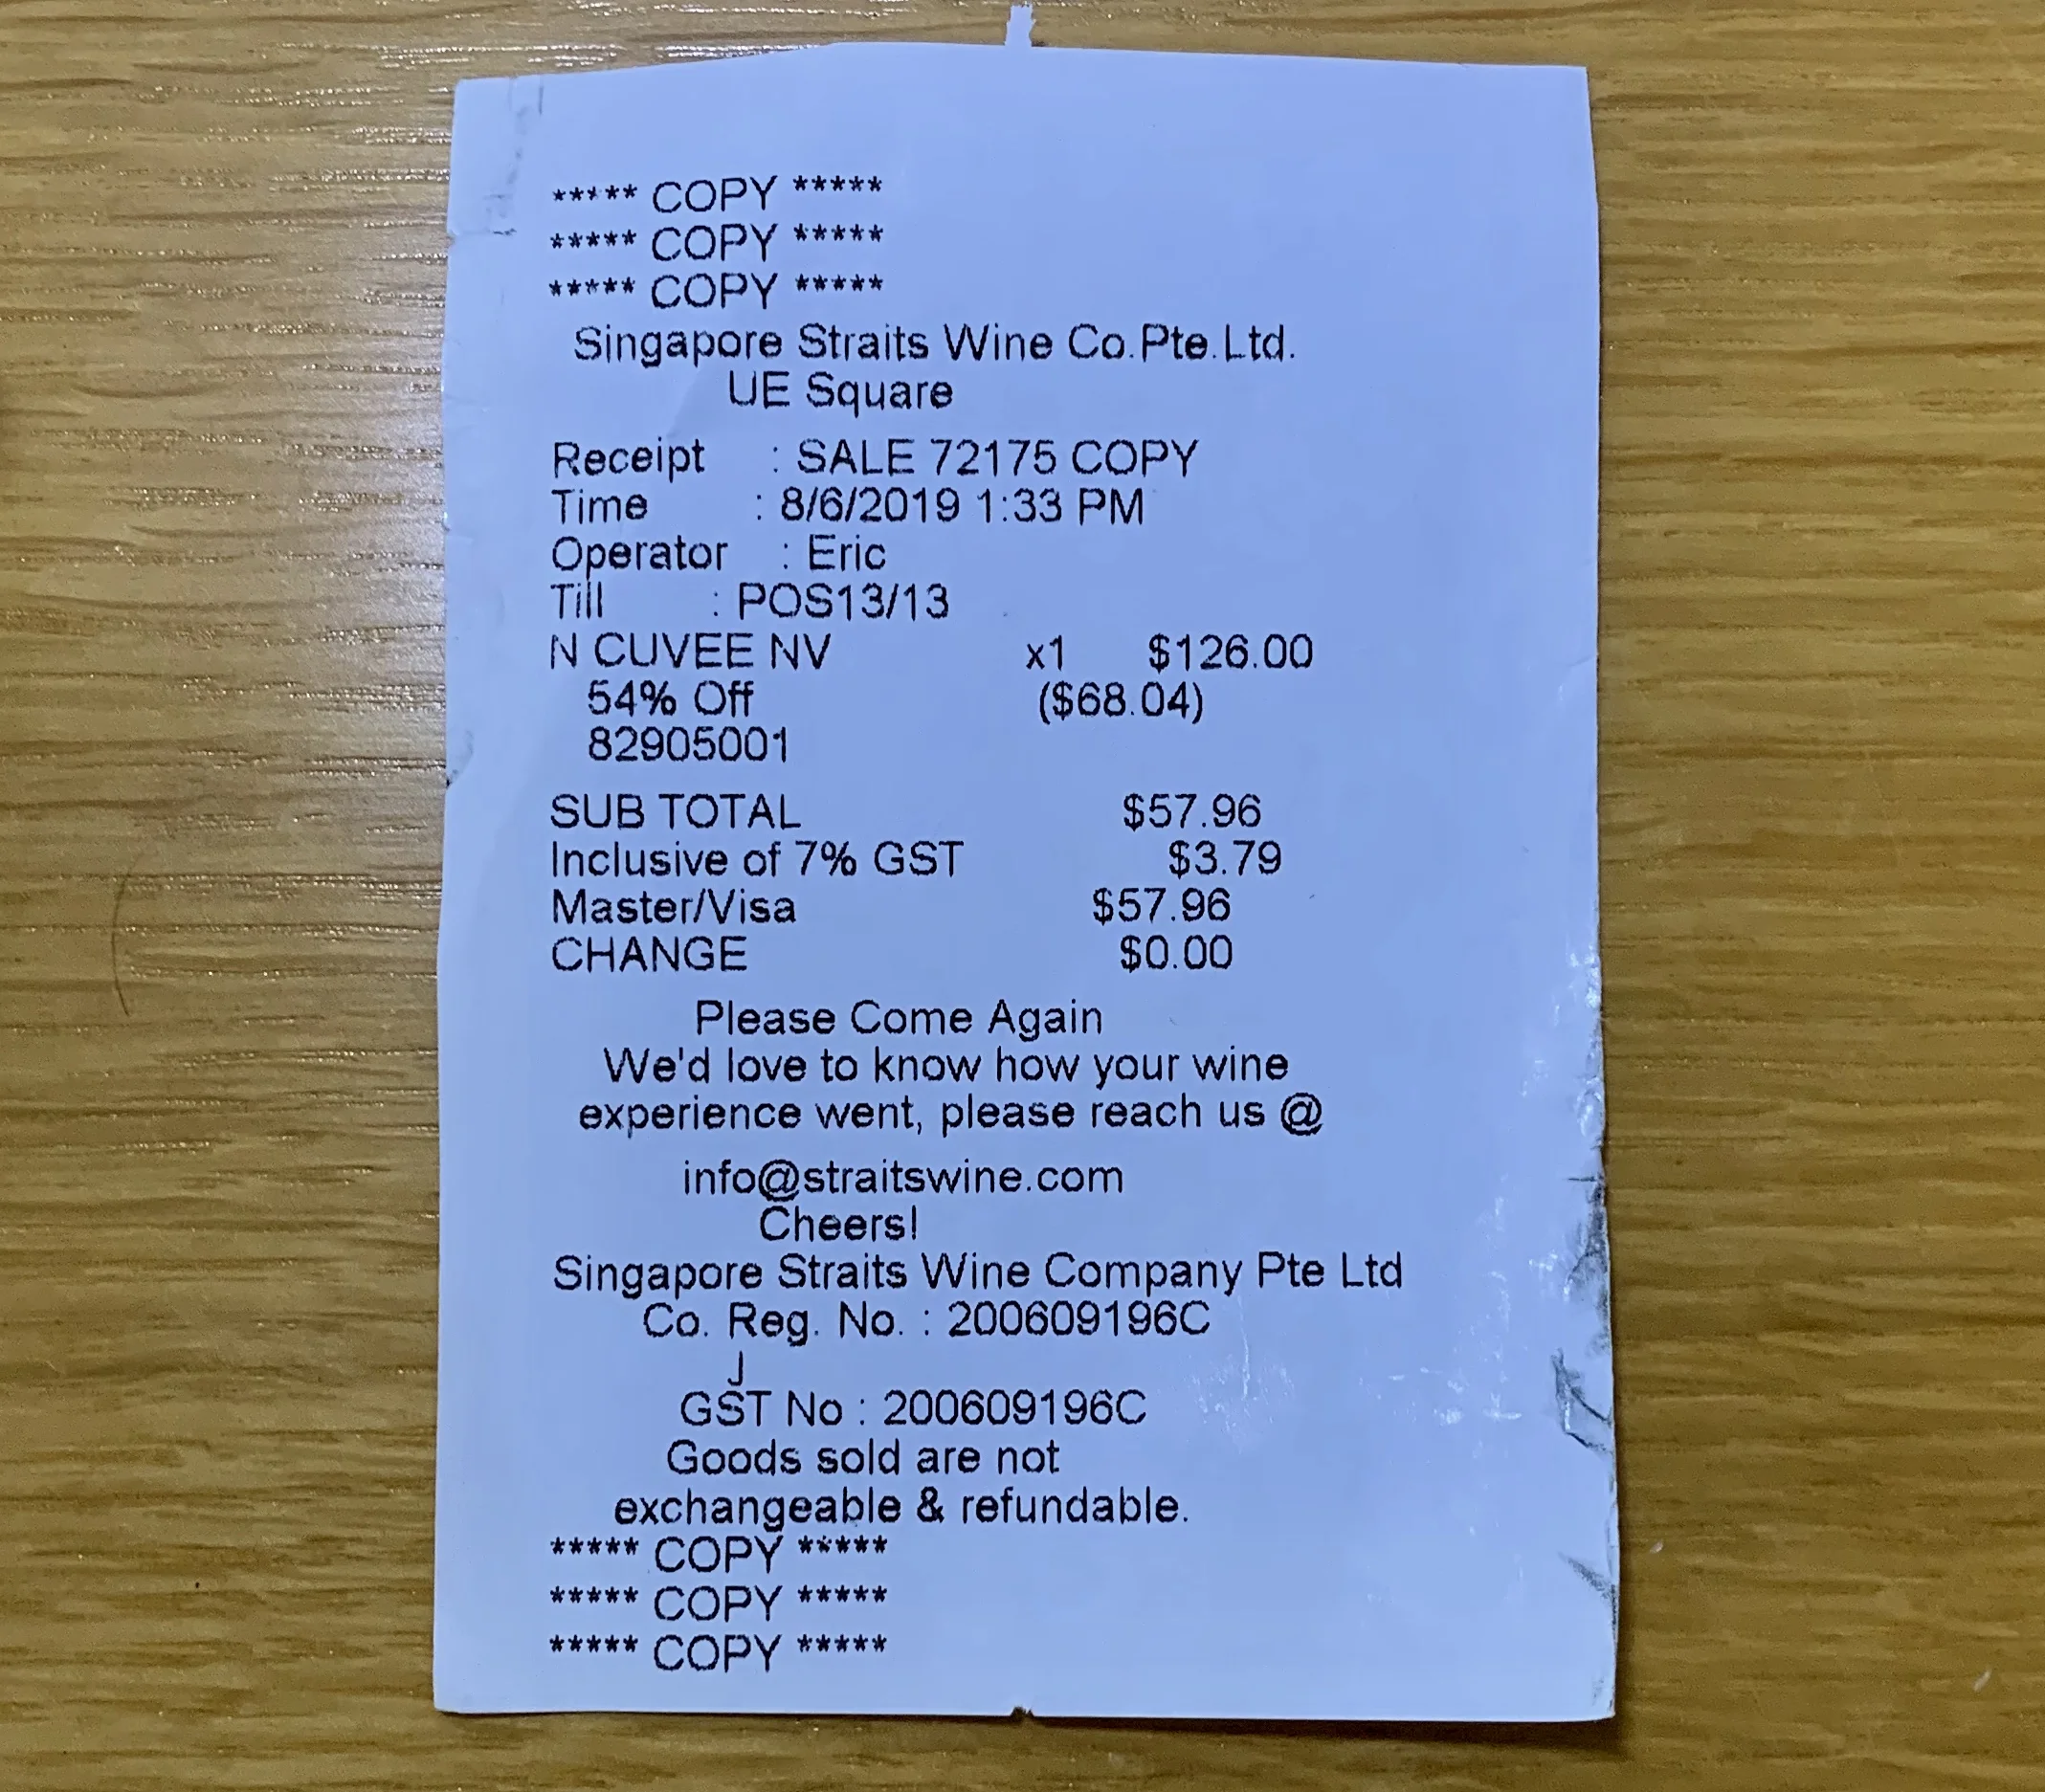 ***** COPY *****
***** COPY *****
***** COPY *****
Singapore Straits Wine Co.Pte.Ltd.
UE Square
Receipt : SALE 72175 COPY
Time : 8/6/2019 1:33 PM
Operator : Eric
Till : POS13/13
N CUVEE NV x1 $126.00
54% Off ($68.04)
82905001
SUB TOTAL $57.96
Inclusive of 7% GST $3.79
Master/Visa $57.96
CHANGE $0.00
Please Come Again
We'd love to know how your wine
experience went, please reach us @
info@straitswine.com
Cheers!
Singapore Straits Wine Company Pte Ltd
Co. Reg. No. : 200609196C
J
GST No : 200609196C
Goods sold are not
exchangeable & refundable.
***** COPY *****
***** COPY *****
***** COPY *****